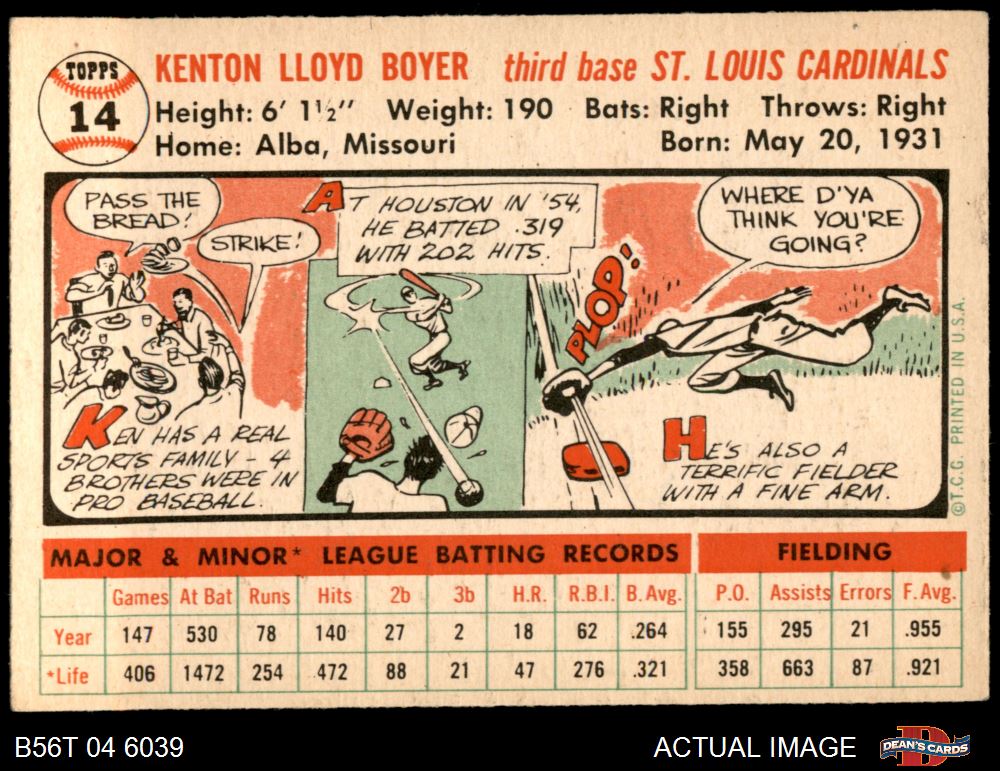 TOPPS
14
KENTON LLOYD BOYER third base ST. LOUIS CARDINALS
Height: 6' 1½" Weight: 190 Bats: Right Throws: Right
Home: Alba, Missouri Born: May 20, 1931
PASS THE
BREAD!
STRIKE!
KEN HAS A REAL
SPORTS FAMILY - 4
BROTHERS WERE IN
PRO BASEBALL.
AT HOUSTON IN '54,
HE BATTED .319
WITH 202 HITS.
WHERE D'YA
THINK YOU'RE
GOING?
PLOP!
HE'S ALSO A
TERRIFIC FIELDER
WITH A FINE ARM.
©T.C.G. PRINTED IN U.S.A.
MAJOR & MINOR* LEAGUE BATTING RECORDS FIELDING
Games At Bat Runs Hits 2b 3b H.R. R.B.I. B. Avg. P.O. Assists Errors F. Avg.
Year 147 530 78 140 27 2 18 62 .264 155 295 21 .955
*Life 406 1472 254 472 88 21 47 276 .321 358 663 87 .921
B56T 04 6039 ACTUAL IMAGE DEAN'S CARDS